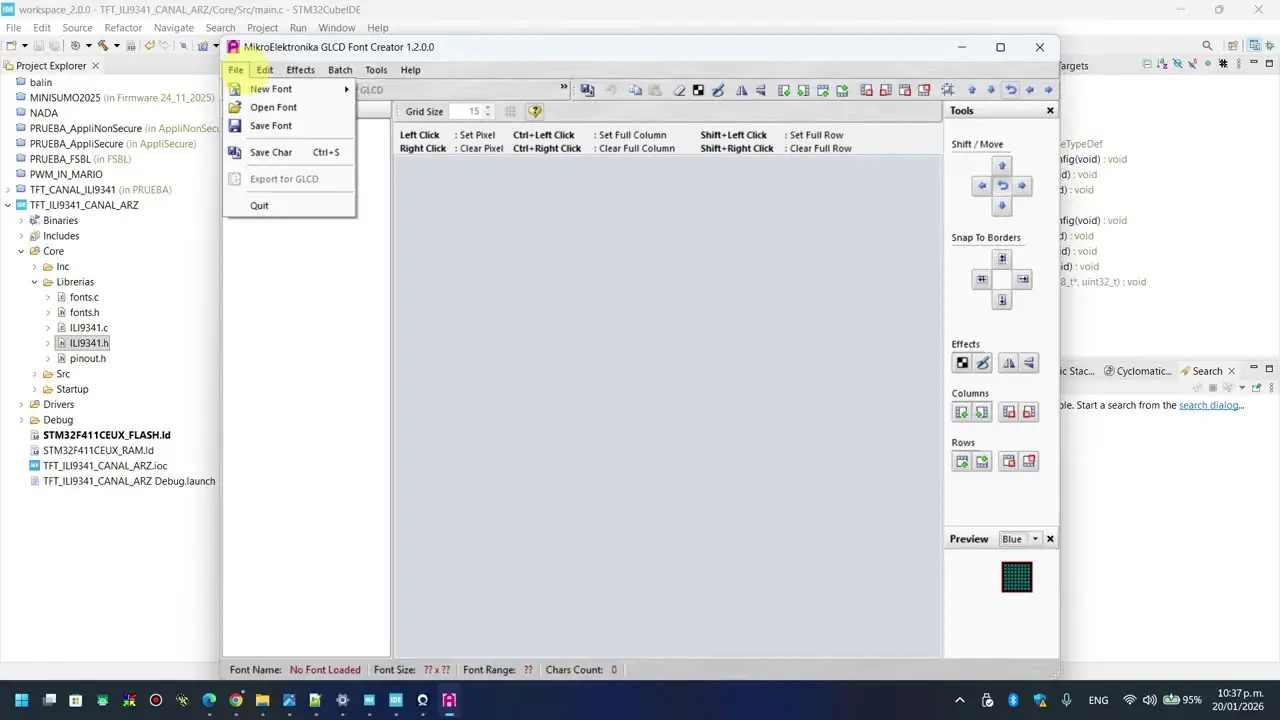 workspace_2.0.0 - TFT_ILI9341_CANAL_ARZ/Core/Src/main.c - STM32CubeIDE
File Edit Source Refactor Navigate Search Project Run Window Help
Project Explorer
balin
MINISUMO2025 (in Firmware 24_11_2025)
NADA
PRUEBA_AppliNonSecure (in AppliNonSecu
PRUEBA_AppliSecure (in AppliSecure)
PRUEBA_FSBL (in FSBL)
PWM_IN_MARIO
TFT_CANAL_ILI9341 (in PRUEBA)
TFT_ILI9341_CANAL_ARZ
Binaries
Includes
Core
Inc
Librerias
fonts.c
fonts.h
ILI9341.c
ILI9341.h
pinout.h
Src
Startup
Drivers
Debug
STM32F411CEUX_FLASH.ld
STM32F411CEUX_RAM.ld
TFT_ILI9341_CANAL_ARZ.ioc
TFT_ILI9341_CANAL_ARZ Debug.launch
MikroElektronika GLCD Font Creator 1.2.0.0
File Edit Effects Batch Tools Help
GLCD
New Font
Open Font
Save Font
Save Char Ctrl+S
Export for GLCD
Quit
Grid Size 15
Left Click : Set Pixel Ctrl+Left Click : Set Full Column Shift+Left Click : Set Full Row
Right Click : Clear Pixel Ctrl+Right Click : Clear Full Column Shift+Right Click : Clear Full Row
Tools
Shift / Move
Snap To Borders
Effects
Columns
Rows
Preview Blue
Font Name: No Font Loaded Font Size: ?? x ?? Font Range: ?? Chars Count: 0
argets
eTypeDef
nfig(void) : void
d) : void
id) : void
nfig(void) : void
d) : void
oid) : void
id) : void
8_t*, uint32_t) : void
ic Stac... Cyclomatic... Search
ble. Start a search from the search dialog...
ENG 95% 10:37 p.m.
20/01/2026